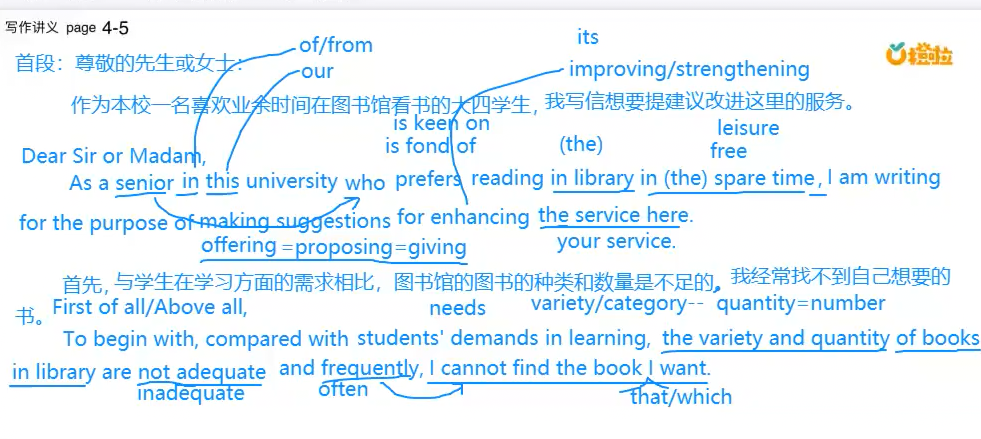 写作讲义 page 4-5
of/from
its
首段：尊敬的先生或女士：
our
improving/strengthening
橙啦
作为本校一名喜欢业余时间在图书馆看书的大四学生，我写信想要提建议改进这里的服务。
is keen on
leisure
is fond of
(the)
free
Dear Sir or Madam,
As a senior in this university who prefers reading in library in (the) spare time , I am writing
for the purpose of making suggestions for enhancing the service here.
offering =proposing=giving
your service.
首先，与学生在学习方面的需求相比，图书馆的图书的种类和数量是不足的。我经常找不到自己想要的
书。First of all/Above all,
needs
variety/category-- quantity=number
To begin with, compared with students' demands in learning, the variety and quantity of books
in library are not adequate and frequently, I cannot find the book I want.
inadequate
often
that/which